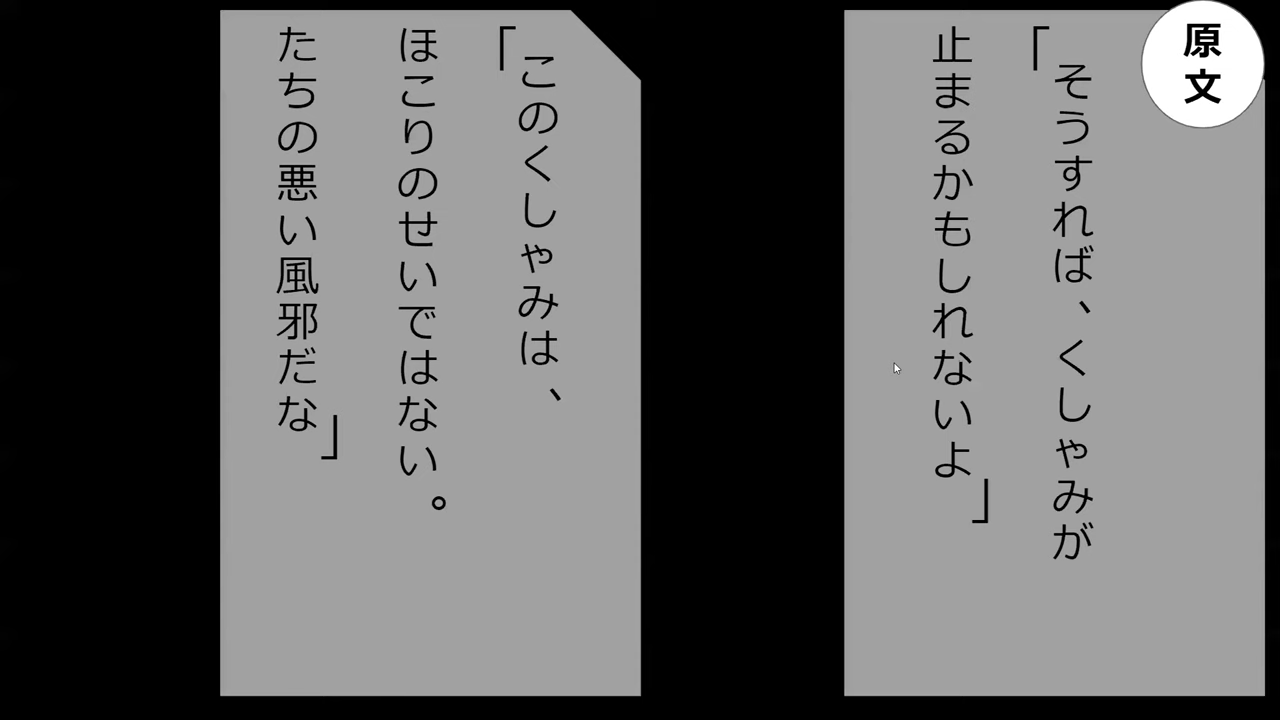 原文
「そうすれば、くしゃみが
止まるかもしれないよ」
「このくしゃみは、
ほこりのせいではない。
たちの悪い風邪だな」